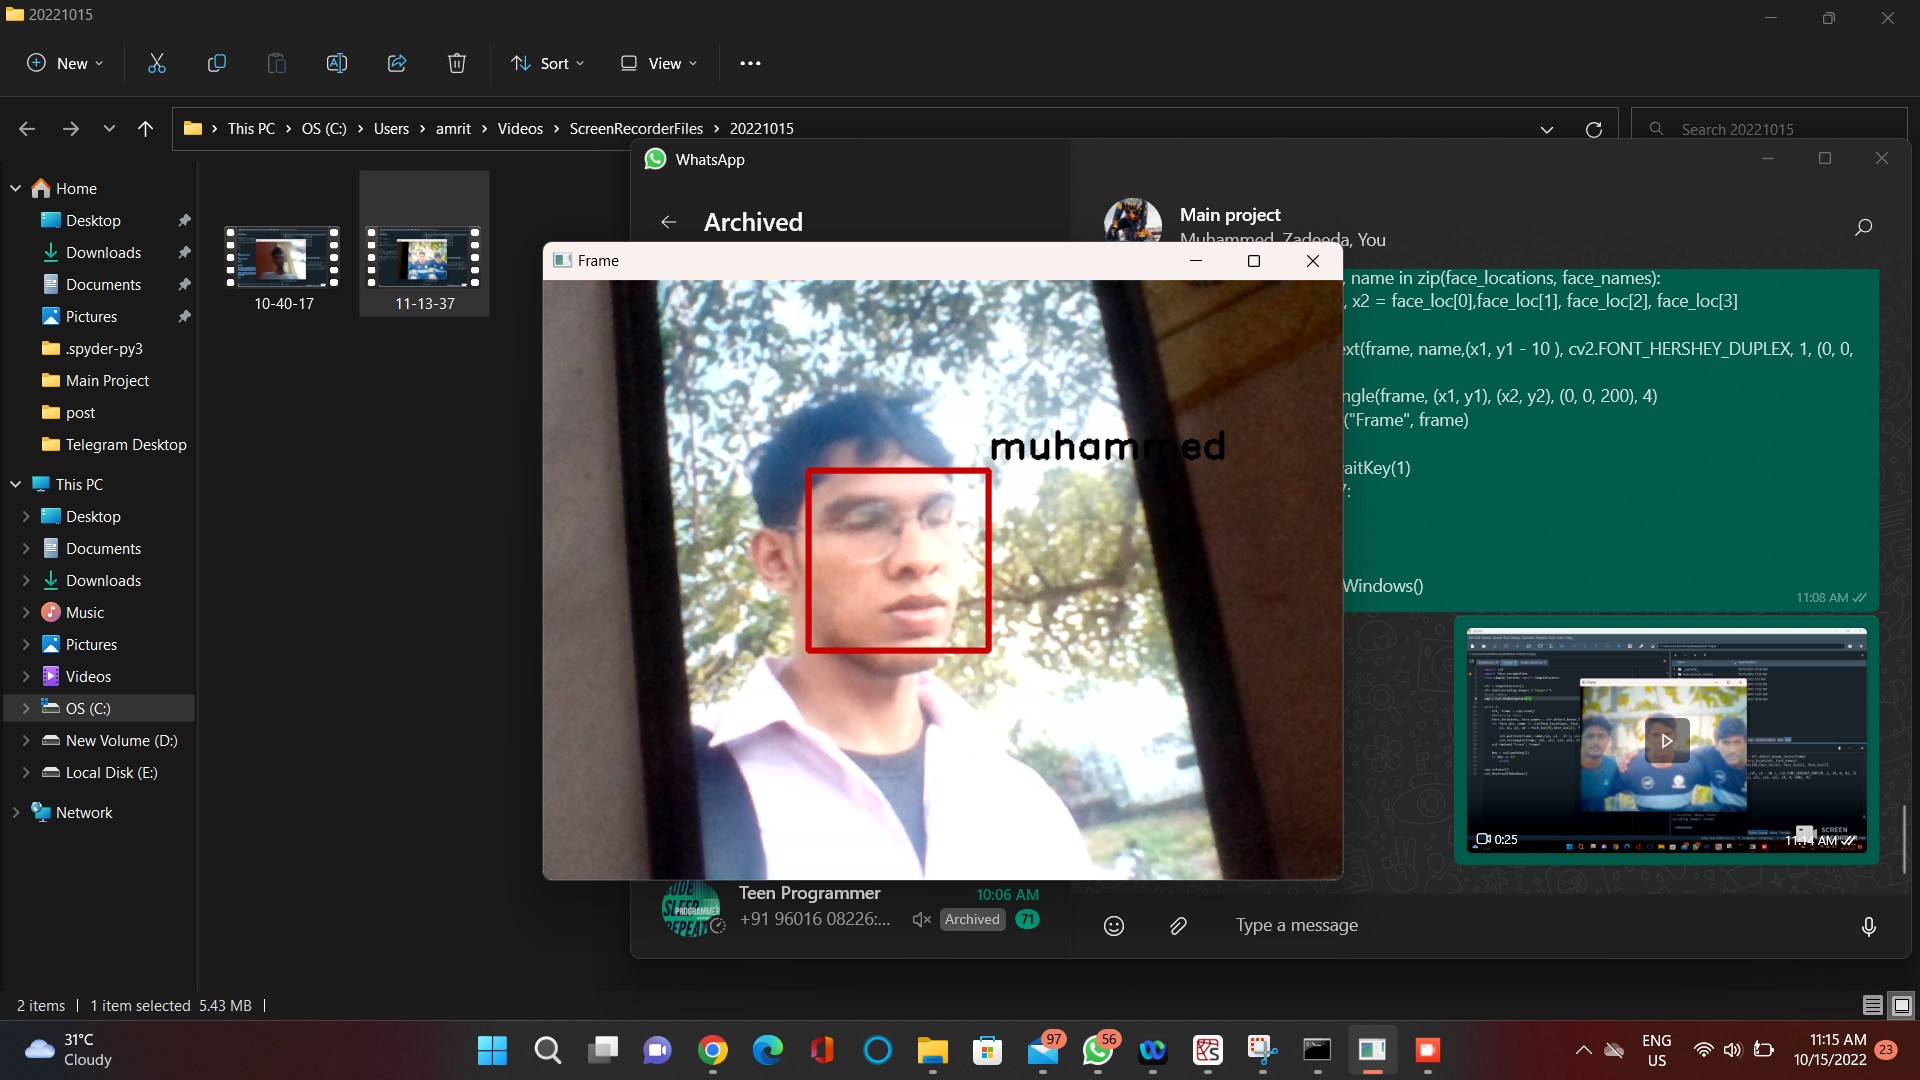 20221015
New
Sort
View
This PC
OS (C:)
Users
amrit
Videos
ScreenRecorderFiles
20221015
Search 20221015
Home
Desktop
Downloads
Documents
Pictures
.spyder-py3
Main Project
post
Telegram Desktop
This PC
Desktop
Documents
Downloads
Music
Pictures
Videos
OS (C:)
New Volume (D:)
Local Disk (E:)
Network
10-40-17
11-13-37
WhatsApp
Archived
Main project
Muhammed, Zadeeda, You
Frame
muhammed
, name in zip(face_locations, face_names):
, x2 = face_loc[0],face_loc[1], face_loc[2], face_loc[3]
ext(frame, name,(x1, y1 - 10 ), cv2.FONT_HERSHEY_DUPLEX, 1, (0, 0,
ngle(frame, (x1, y1), (x2, y2), (0, 0, 200), 4)
("Frame", frame)
aitKey(1)
7:
Windows()
11:08 AM
0:25
SCREEN
11:14 AM
CODE
SLEEP
PROGRAMMER
REPEAT
Teen Programmer
10:06 AM
+91 96016 08226:...
Archived
71
Type a message
2 items
1 item selected
5.43 MB
31°C
Cloudy
97
56
ENG
US
11:15 AM
10/15/2022
23